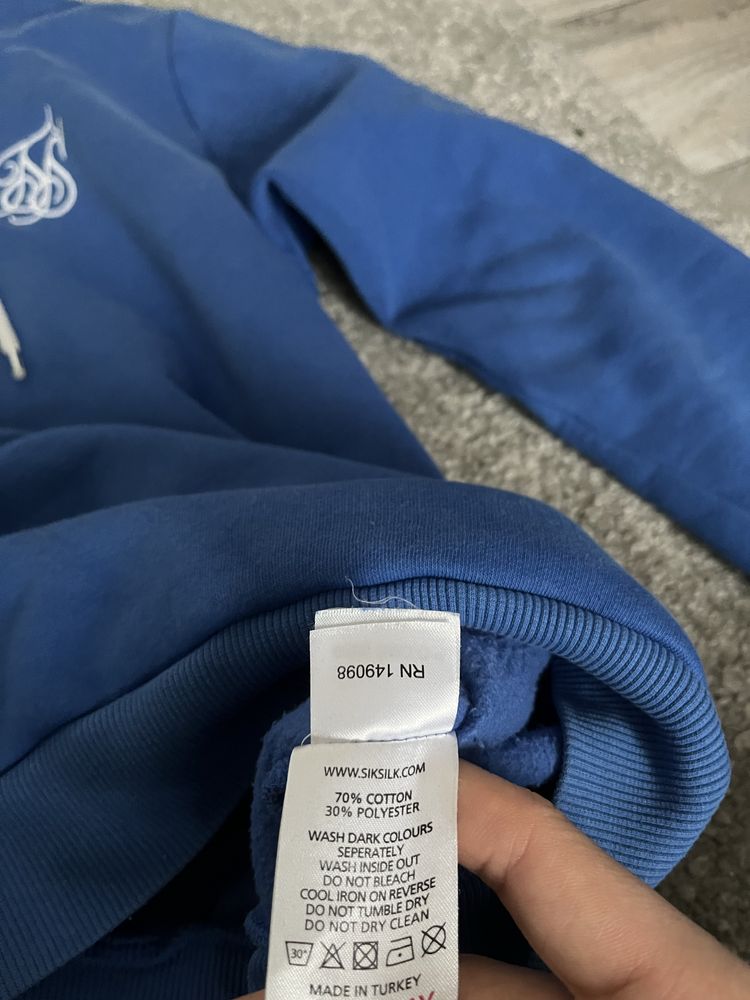 RN 149098
WWW.SIKSILK.COM
70% COTTON
30% POLYESTER
WASH DARK COLOURS
SEPERATELY
WASH INSIDE OUT
DO NOT BLEACH
COOL IRON ON REVERSE
DO NOT TUMBLE DRY
DO NOT DRY CLEAN
30°
MADE IN TURKEY